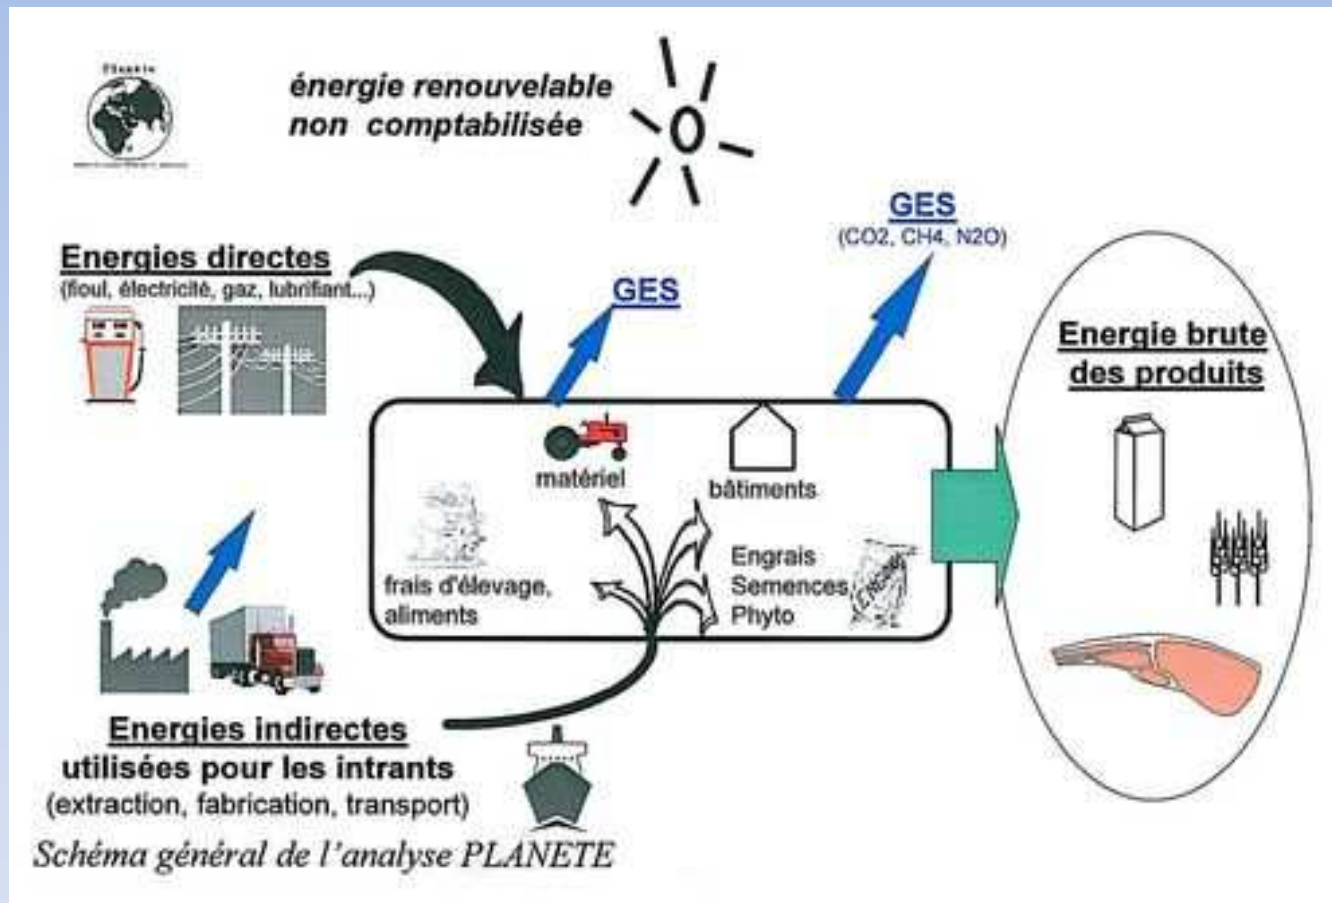 Planete
énergie renouvelable
non comptabilisée
GES
(CO2, CH4, N2O)
Energies directes
(fioul, électricité, gaz, lubrifiant...)
GES
Energie brute
des produits
matériel
bâtiments
frais d'élevage,
aliments
Engrais
Semences
Phyto
Energies indirectes
utilisées pour les intrants
(extraction, fabrication, transport)
Schéma général de l'analyse PLANETE